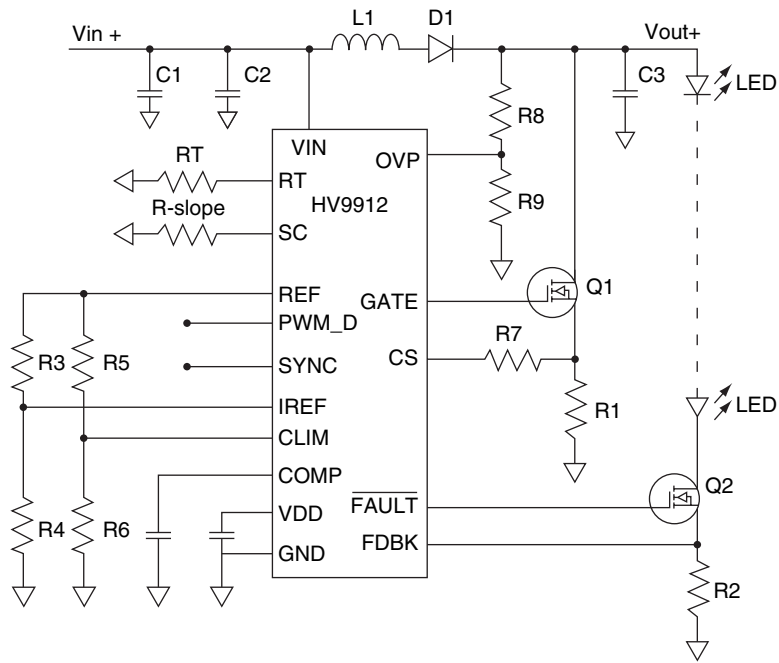 L1
D1
Vin +
Vout+
C1
C2
C3
LED
R8
VIN
OVP
RT
RT
HV9912
R9
R-slope
SC
REF
GATE
Q1
PWM_D
R7
R3
R5
SYNC
CS
IREF
R1
LED
CLIM
COMP
Q2
R4
R6
VDD
FAULT
GND
FDBK
R2